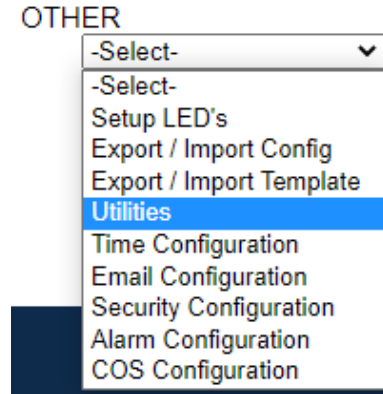 OTHER
-Select-
-Select-
Setup LED's
Export / Import Config
Export / Import Template
Utilities
Time Configuration
Email Configuration
Security Configuration
Alarm Configuration
COS Configuration